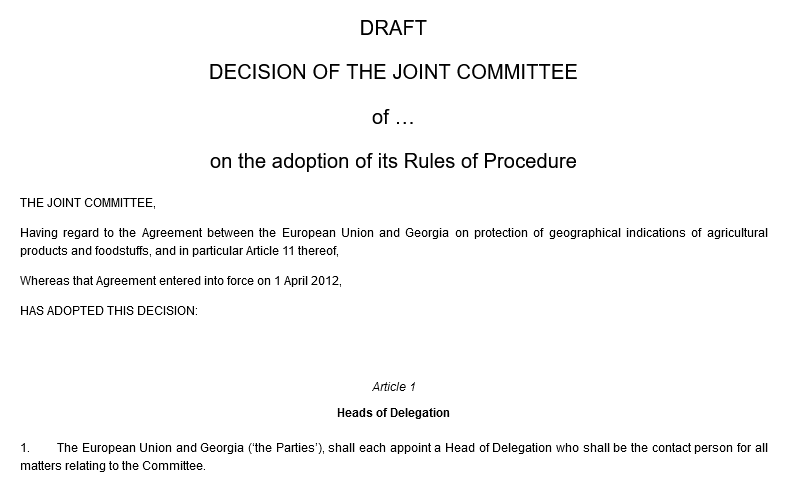 DRAFT
DECISION OF THE JOINT COMMITTEE
of …
on the adoption of its Rules of Procedure
THE JOINT COMMITTEE,
Having regard to the Agreement between the European Union and Georgia on protection of geographical indications of agricultural
products and foodstuffs, and in particular Article 11 thereof,
Whereas that Agreement entered into force on 1 April 2012,
HAS ADOPTED THIS DECISION:
Article 1
Heads of Delegation
1. The European Union and Georgia (‘the Parties’), shall each appoint a Head of Delegation who shall be the contact person for all
matters relating to the Committee.